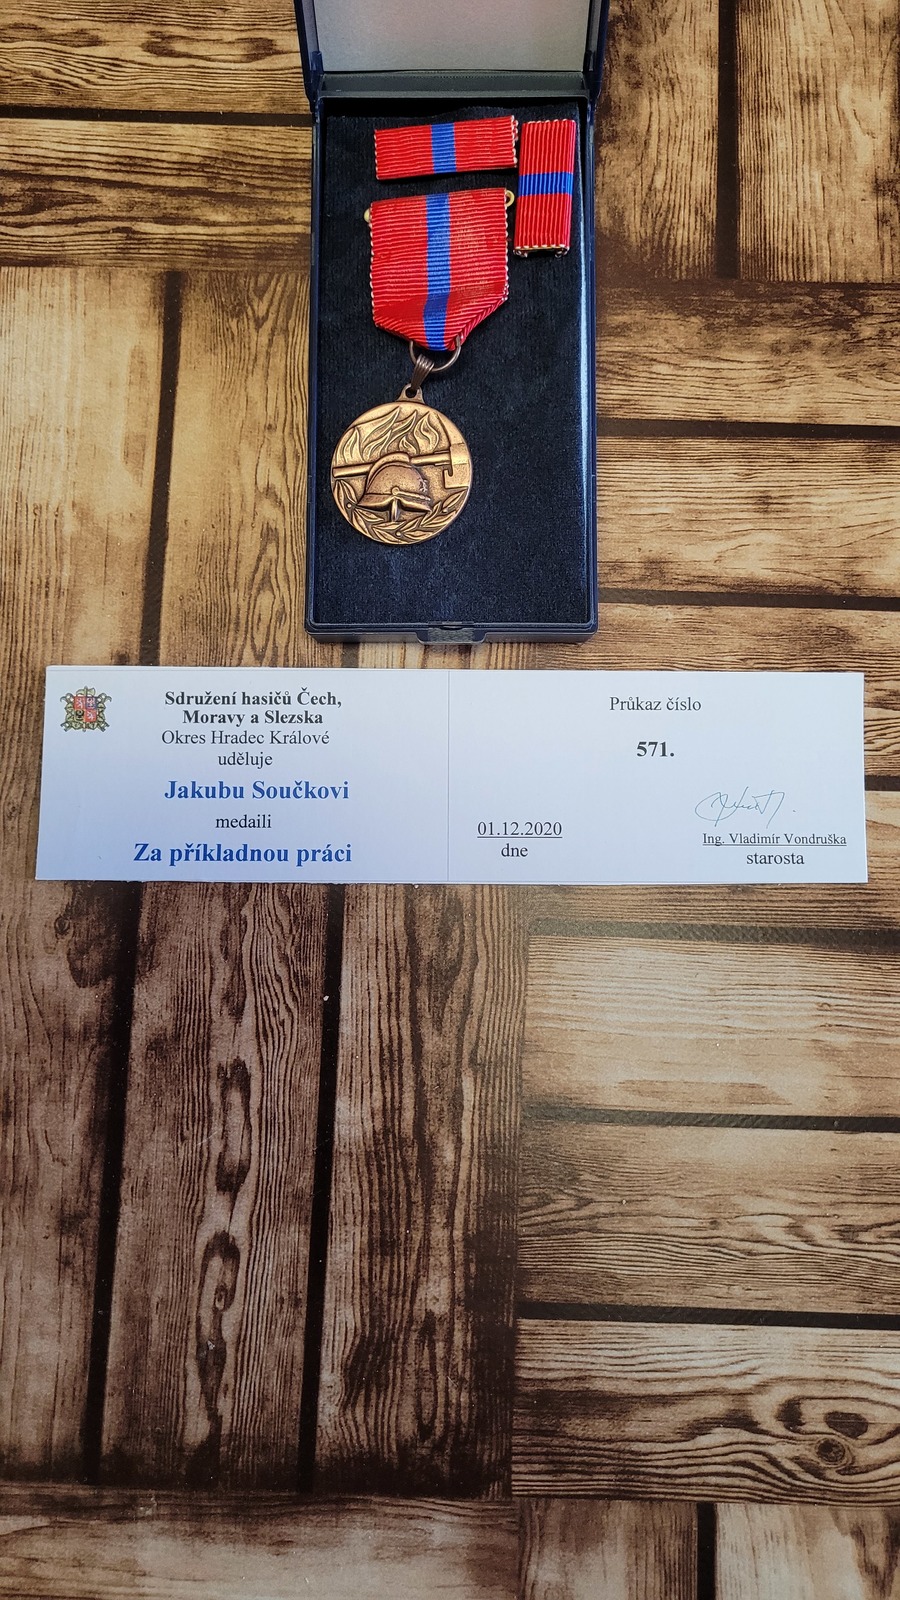 Sdružení hasičů Čech,
Moravy a Slezska
Okres Hradec Králové
uděluje
Jakubu Součkovi
medaili
Za příkladnou práci
Průkaz číslo
571.
01.12.2020
dne
Ing. Vladimír Vondruška
starosta